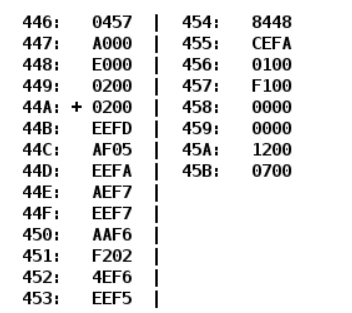 446: 0457 | 454: 8448
447: A000 | 455: CEFA
448: E000 | 456: 0100
449: 0200 | 457: F100
44A: + 0200 | 458: 0000
44B: EEFD | 459: 0000
44C: AF05 | 45A: 1200
44D: EEFA | 45B: 0700
44E: AEF7 |
44F: EEF7 |
450: AAF6 |
451: F202 |
452: 4EF6 |
453: EEF5 |